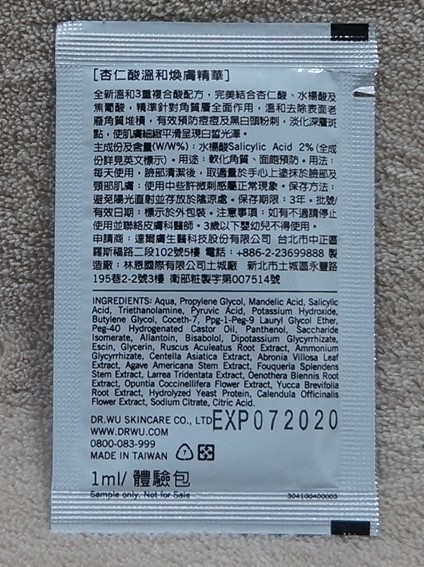 [杏仁酸溫和煥膚精華]
全新溫和3重複合酸配方，完美結合杏仁酸、水楊酸及
焦葡酸，精準針對角質層全面作用，溫和去除表面老
廢角質堆積，有效預防痘痘及黑白頭粉刺，淡化深層斑
點，使肌膚細緻平滑呈現白皙光澤。
主成份及含量(W/W%)：水楊酸Salicylic Acid 2%(全成
份詳見英文標示)。用途：軟化角質、面皰預防。用法：
每天使用，臉部清潔後，取適量於手心上塗抹於臉部及
頸部肌膚；使用中些許微刺感屬正常現象。保存方法：
避免陽光直射並存放於陰涼處。保存期限：3年。批號/
有效日期：標示於外包裝。注意事項：如有不適請停止
使用並聯絡皮膚科醫師。3歲以下嬰幼兒不得使用。
申請商：達爾膚生醫科技股份有限公司 台北市中正區
羅斯福路二段102號5樓 電話：+886-2-23699888 製
造廠：林恩國際有限公司土城廠 新北市土城區永豐路
195巷2-2號3樓 衛部粧製字第007514號
INGREDIENTS: Aqua, Propylene Glycol, Mandelic Acid, Salicylic
Acid, Triethanolamine, Pyruvic Acid, Potassium Hydroxide,
Butylene Glycol, Coceth-7, Ppg-1-Peg-9 Lauryl Glycol Ether,
Peg-40 Hydrogenated Castor Oil, Panthenol, Saccharide
Isomerate, Allantoin, Bisabolol, Dipotassium Glycyrrhizate,
Escin, Glycerin, Ruscus Aculeatus Root Extract, Ammonium
Glycyrrhizate, Centella Asiatica Extract, Abronia Villosa Leaf
Extract, Agave Americana Stem Extract, Fouqueria Splendens
Stem Extract, Larrea Tridentata Extract, Oenothera Biennis Root
Extract, Opuntia Coccinellifera Flower Extract, Yucca Brevifolia
Root Extract, Hydrolyzed Yeast Protein, Calendula Officinalis
Flower Extract, Sodium Citrate, Citric Acid.
DR.WU SKINCARE CO., LTD EXP072020
WWW.DRWU.COM
0800-083-999
MADE IN TAIWAN
1ml/ 體驗包
Sample only. Not for Sale
304100400005